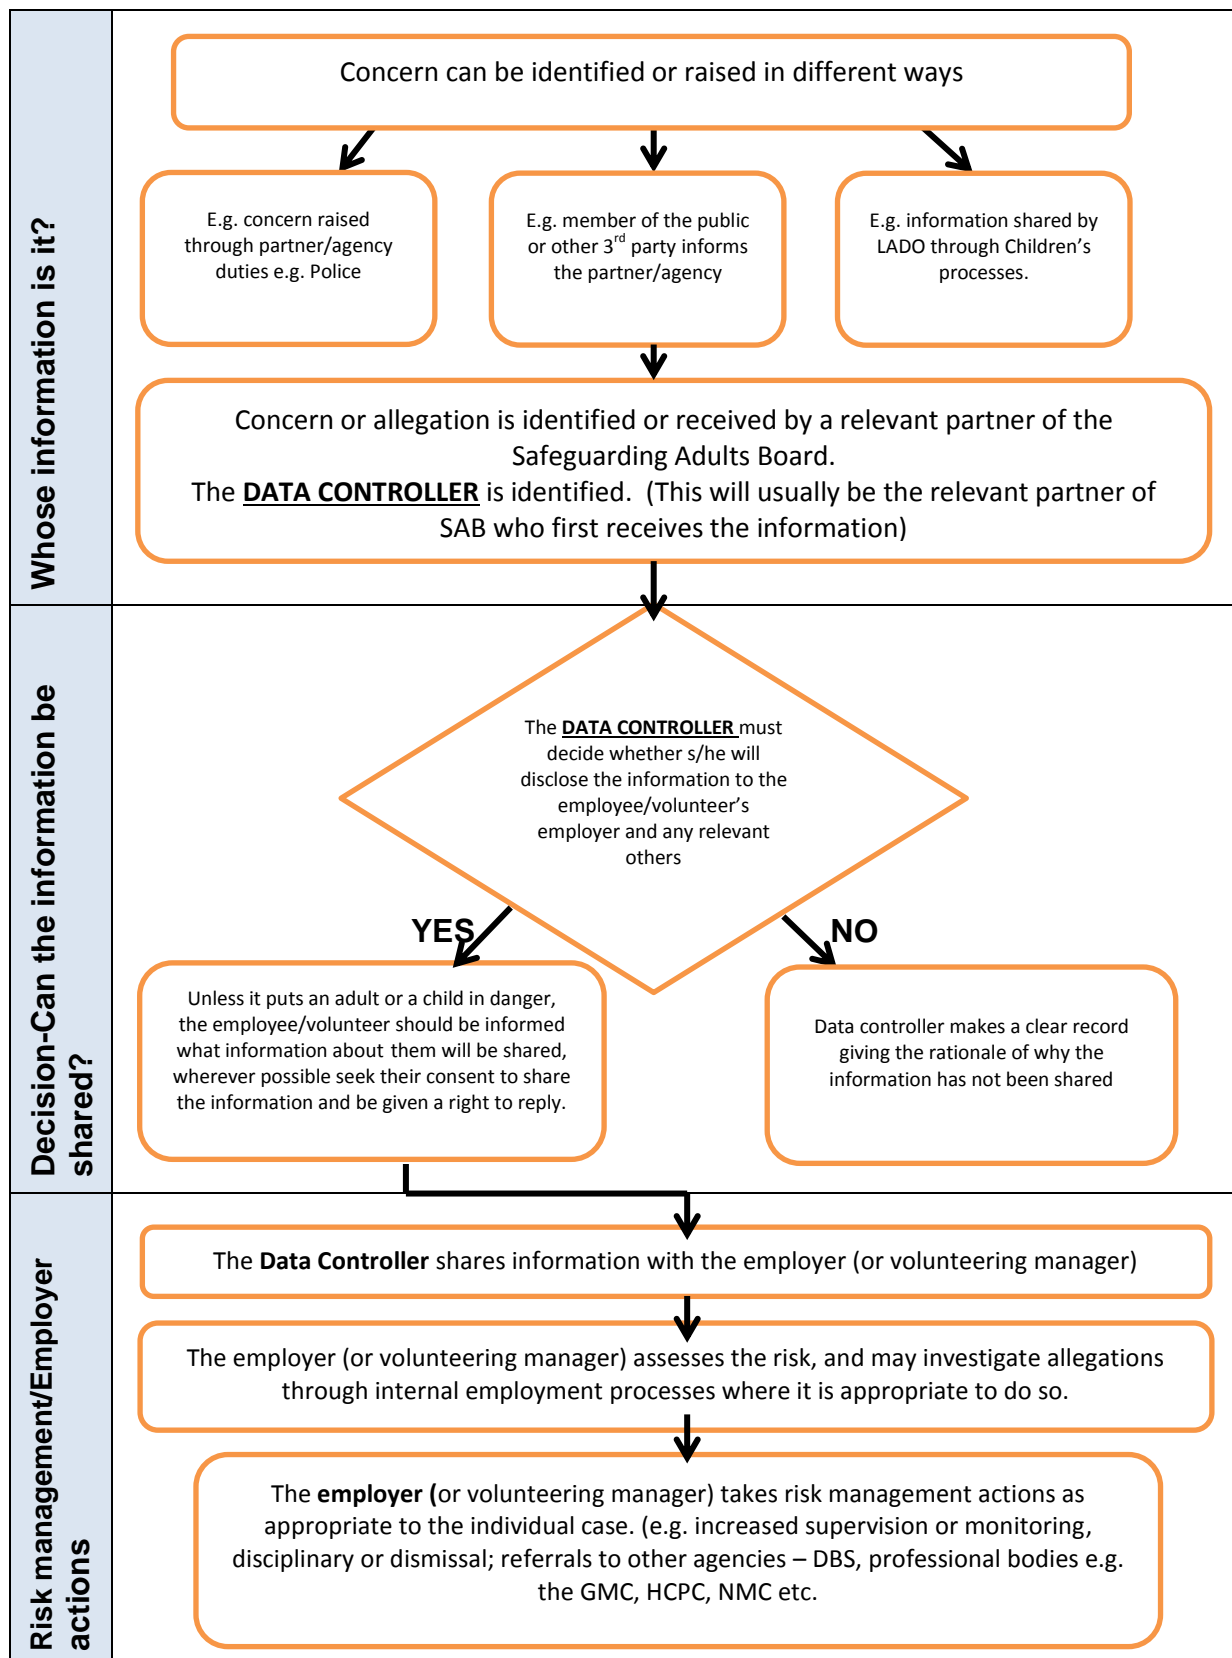 Whose information is it?
Concern can be identified or raised in different ways
E.g. concern raised
through partner/agency
duties e.g. Police
E.g. member of the public
or other 3rd party informs
the partner/agency
E.g. information shared by
LADO through Children’s
processes.
Concern or allegation is identified or received by a relevant partner of the
Safeguarding Adults Board.
The DATA CONTROLLER is identified. (This will usually be the relevant partner of
SAB who first receives the information)
Decision-Can the information be
shared?
The DATA CONTROLLER must
decide whether s/he will
disclose the information to the
employee/volunteer’s
employer and any relevant
others
YES
NO
Unless it puts an adult or a child in danger,
the employee/volunteer should be informed
what information about them will be shared,
wherever possible seek their consent to share
the information and be given a right to reply.
Data controller makes a clear record
giving the rationale of why the
information has not been shared
Risk management/Employer
actions
The Data Controller shares information with the employer (or volunteering manager)
The employer (or volunteering manager) assesses the risk, and may investigate allegations
through internal employment processes where it is appropriate to do so.
The employer (or volunteering manager) takes risk management actions as
appropriate to the individual case. (e.g. increased supervision or monitoring,
disciplinary or dismissal; referrals to other agencies – DBS, professional bodies e.g.
the GMC, HCPC, NMC etc.